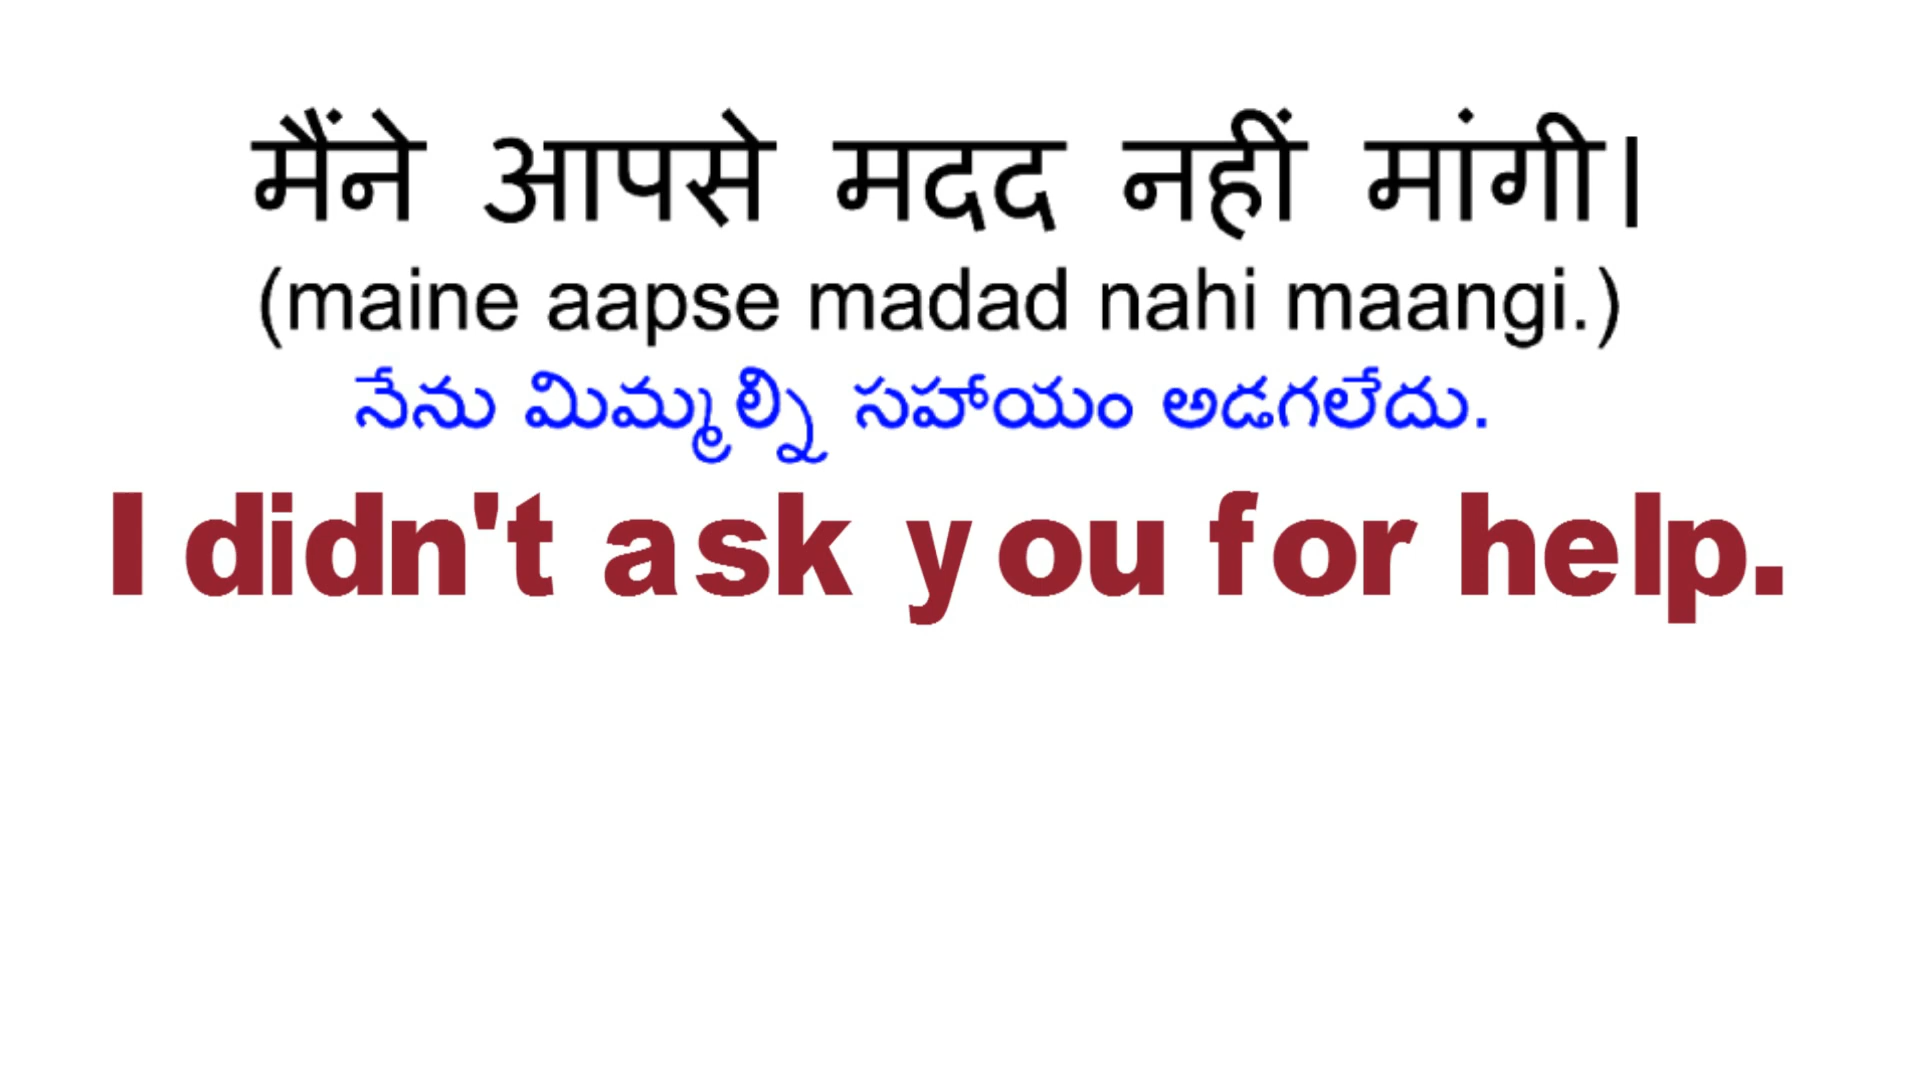 मैंने आपसे मदद नहीं मांगी।
(maine aapse madad nahi maangi.)
నేను మిమ్మల్ని సహాయం అడగలేదు.
I didn't ask you for help.